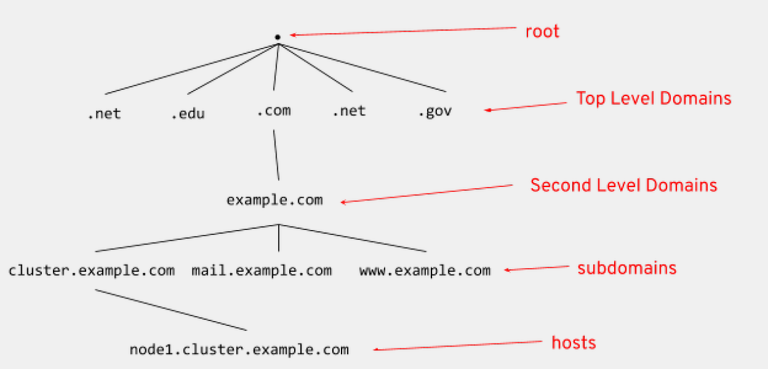 root
.net .edu .com .net .gov
Top Level Domains
example.com
Second Level Domains
cluster.example.com mail.example.com www.example.com
subdomains
node1.cluster.example.com
hosts